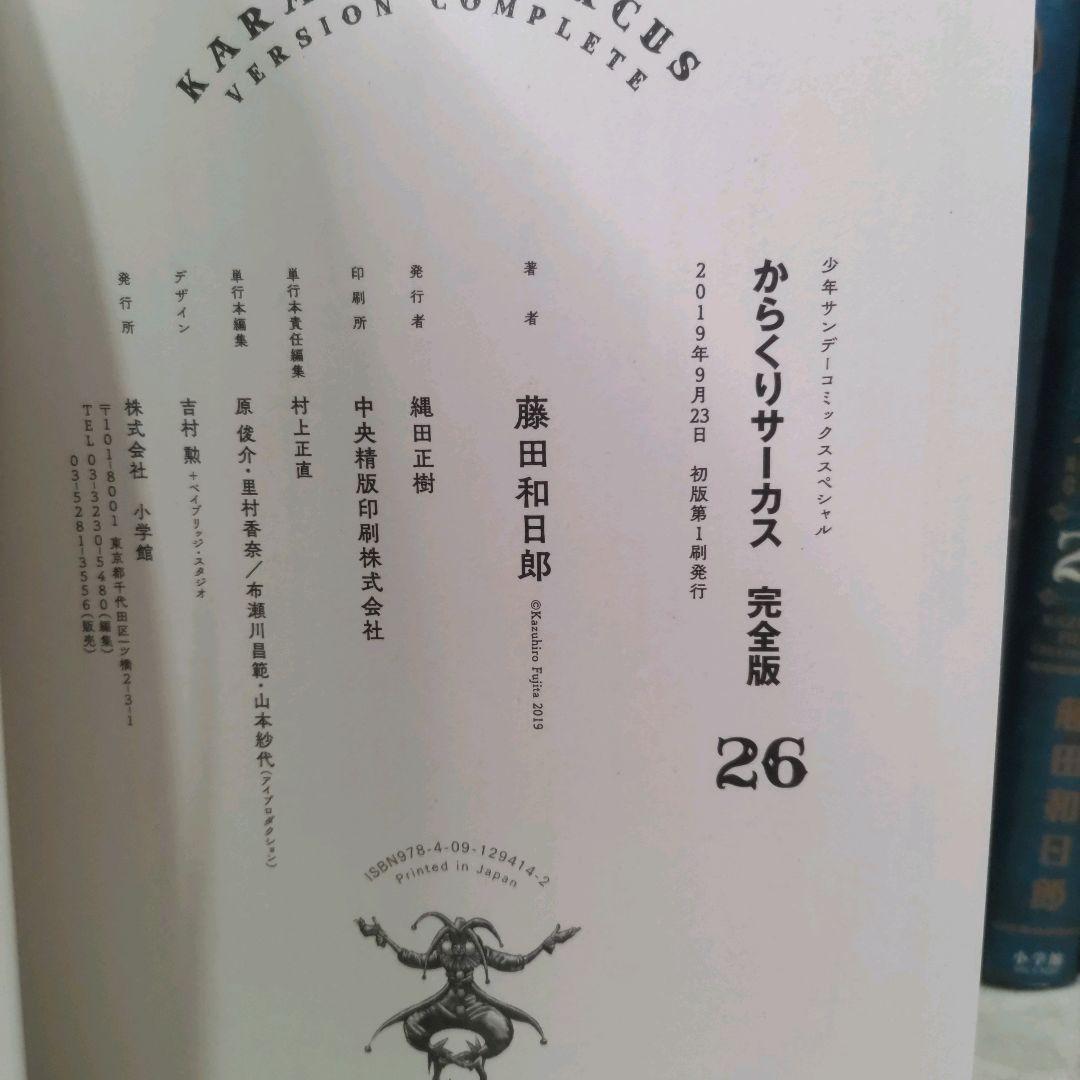 CUS
VERSION COMPLETE
少年サンデーコミックススペシャル
からくりサーカス 完全版
26
2019年9月23日 初版第1刷発行
著者 藤田和日郎 ©Kazuhiro Fujita 2019
発行者 縄田正樹
印刷所 中央精版印刷株式会社
単行本責任編集 村上正直
単行本編集 原 俊介・里村香奈/布瀬川昌範・山本紗代(アイプロダクション)
デザイン 吉村 勲+ベイブリッジ・スタジオ
発行所 株式会社 小学館
〒101-8001 東京都千代田区一ツ橋2-3-1
TEL 03-3230-5480(編集)
03-5281-3556(販売)
ISBN978-4-09-129414-2
Printed in Japan
藤田和日郎
小学館